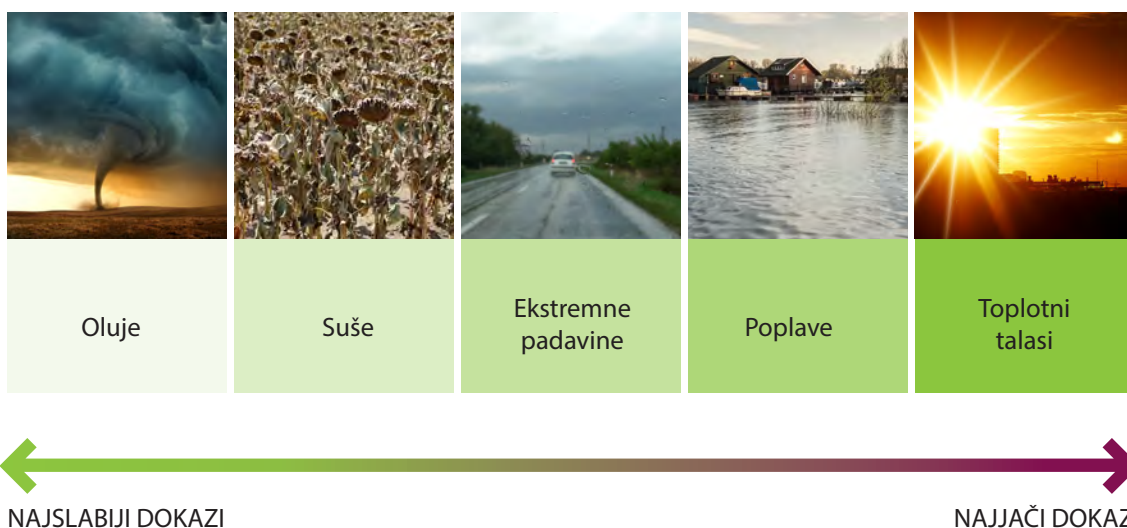 Oluje
Suše
Ekstremne
padavine
Poplave
Toplotni
talasi
NAJSLABIJI DOKAZI
NAJJAČI DOKAZ